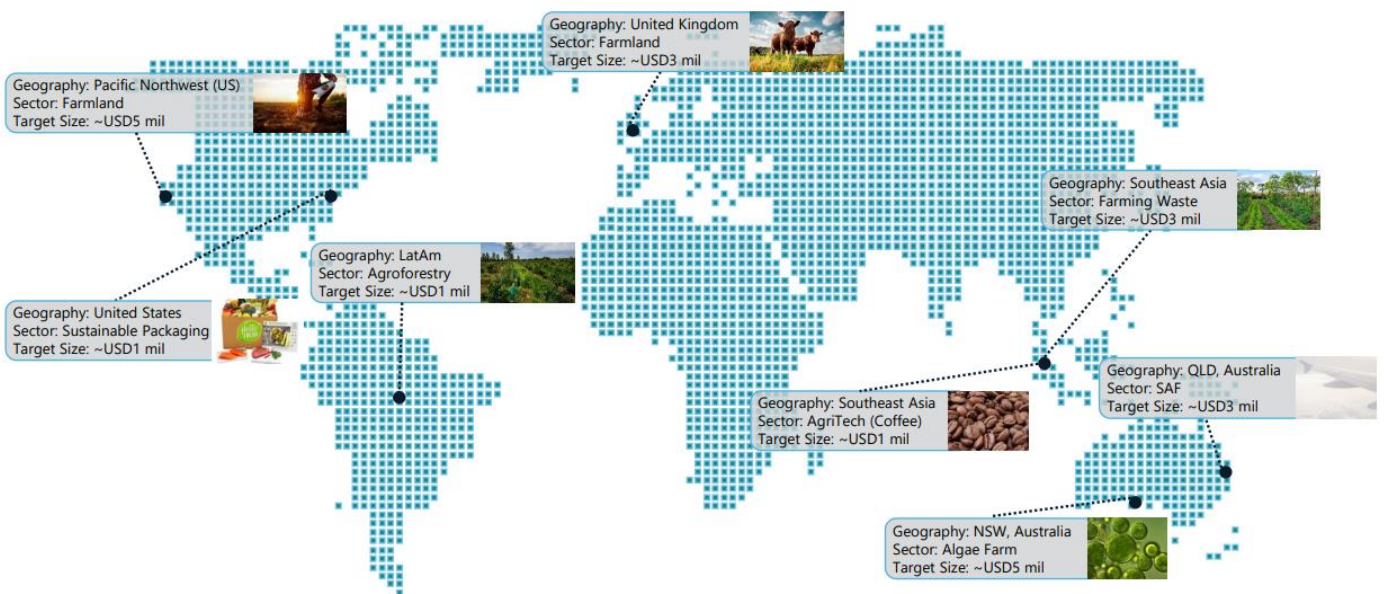 Geography: United Kingdom
Sector: Farmland
Target Size: ~USD3 mil
Geography: Pacific Northwest (US)
Sector: Farmland
Target Size: ~USD5 mil
Geography: Southeast Asia
Sector: Farming Waste
Target Size: ~USD3 mil
Geography: LatAm
Sector: Agroforestry
Target Size: ~USD1 mil
Geography: United States
Sector: Sustainable Packaging
Target Size: ~USD1 mil
Geography: QLD, Australia
Sector: SAF
Target Size: ~USD3 mil
Geography: Southeast Asia
Sector: AgriTech (Coffee)
Target Size: ~USD1 mil
Geography: NSW, Australia
Sector: Algae Farm
Target Size: ~USD5 mil